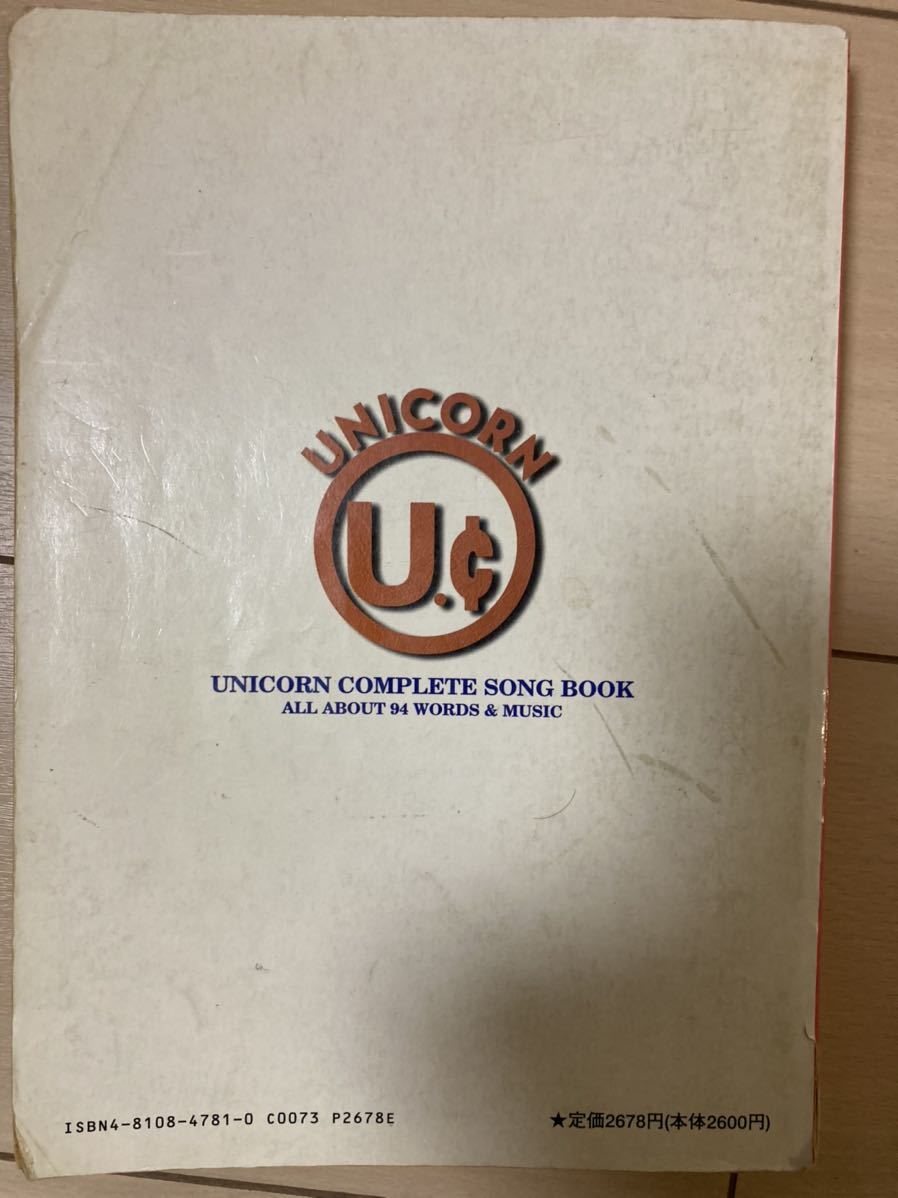 UNICORN
U.¢
UNICORN COMPLETE SONG BOOK
ALL ABOUT 94 WORDS & MUSIC
ISBN4-8108-4781-0 C0073 P2678E
★定価2678円(本体2600円)